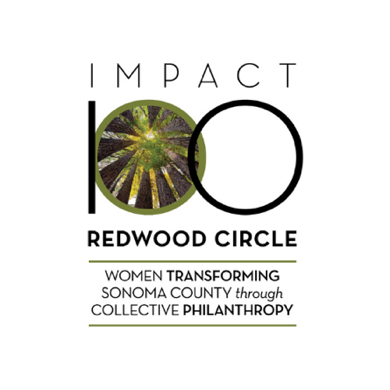 IMPACT
100
REDWOOD CIRCLE
WOMEN TRANSFORMING
SONOMA COUNTY through
COLLECTIVE PHILANTHROPY